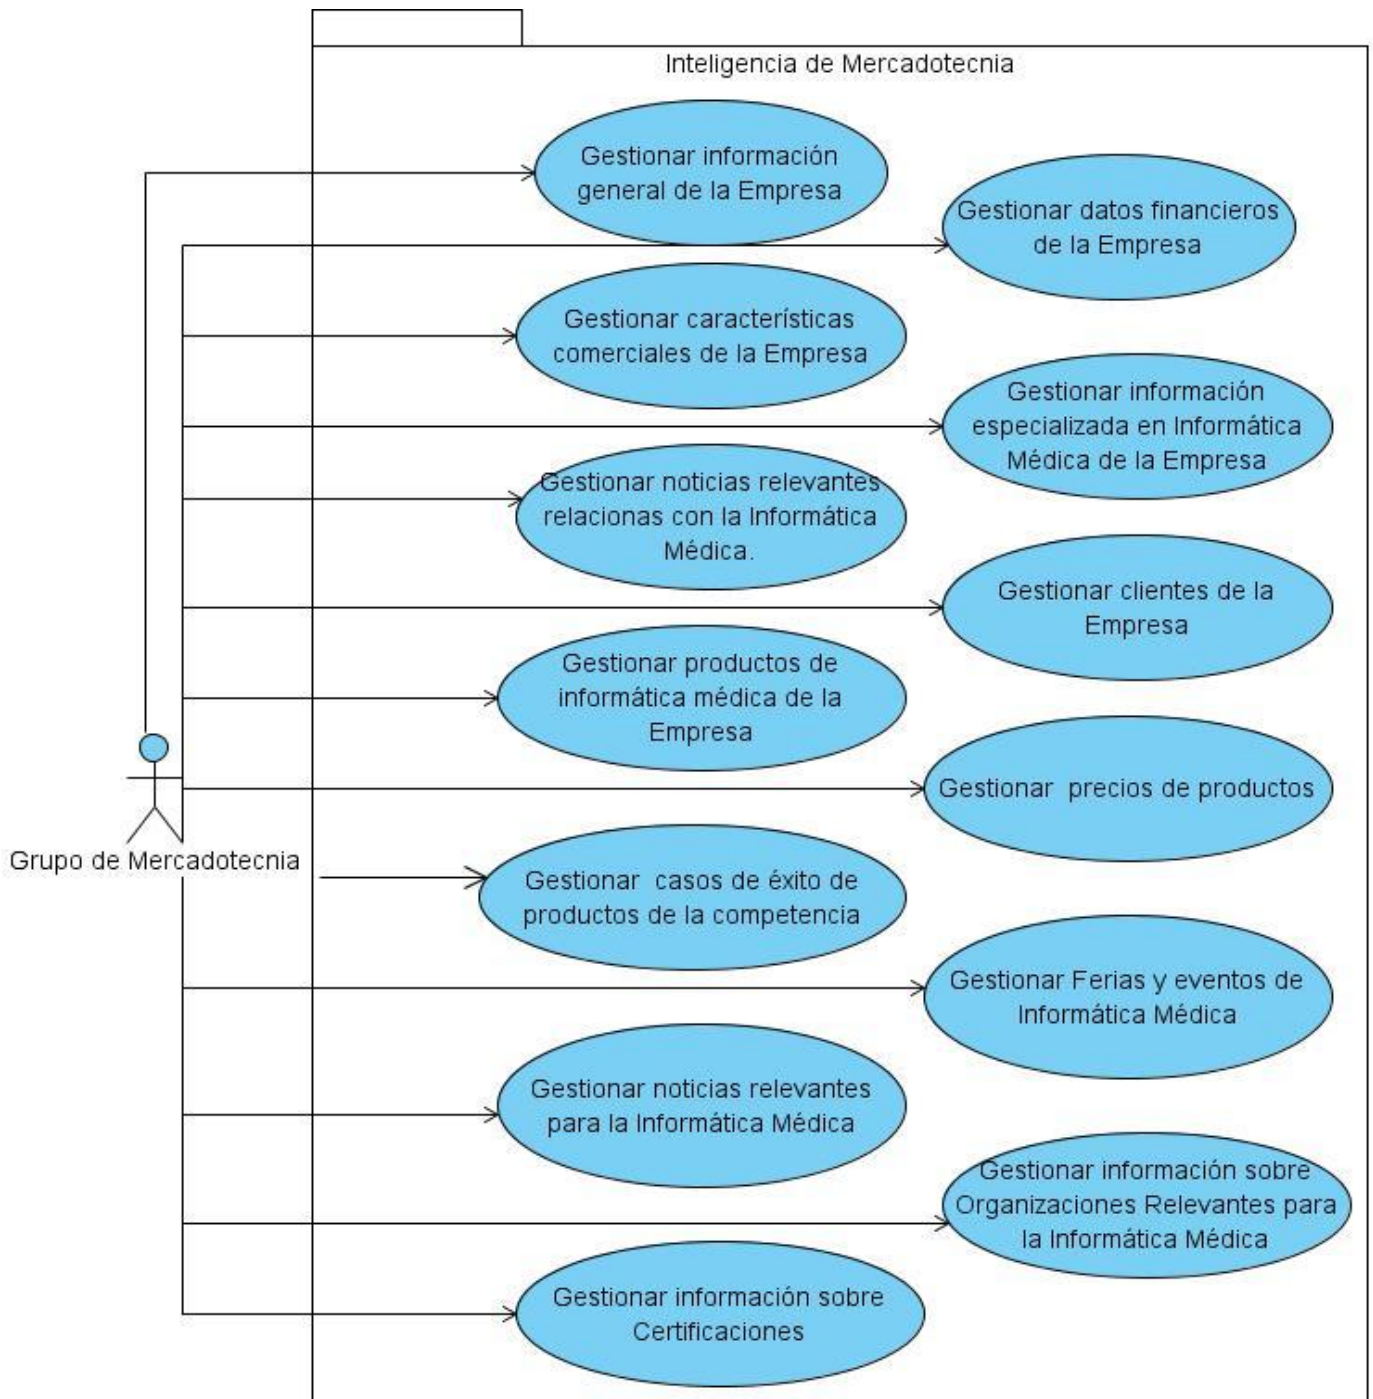 Inteligencia de Mercadotecnia
Gestionar información
general de la Empresa
Gestionar datos financieros
de la Empresa
Gestionar características
comerciales de la Empresa
Gestionar información
especializada en Informática
Médica de la Empresa
Gestionar noticias relevantes
relacionas con la Informática
Médica.
Gestionar clientes de la
Empresa
Gestionar productos de
informática médica de la
Empresa
Gestionar  precios de productos
Grupo de Mercadotecnia
Gestionar  casos de éxito de
productos de la competencia
Gestionar Ferias y eventos de
Informática Médica
Gestionar noticias relevantes
para la Informática Médica
Gestionar información sobre
Organizaciones Relevantes para
la Informática Médica
Gestionar información sobre
Certificaciones